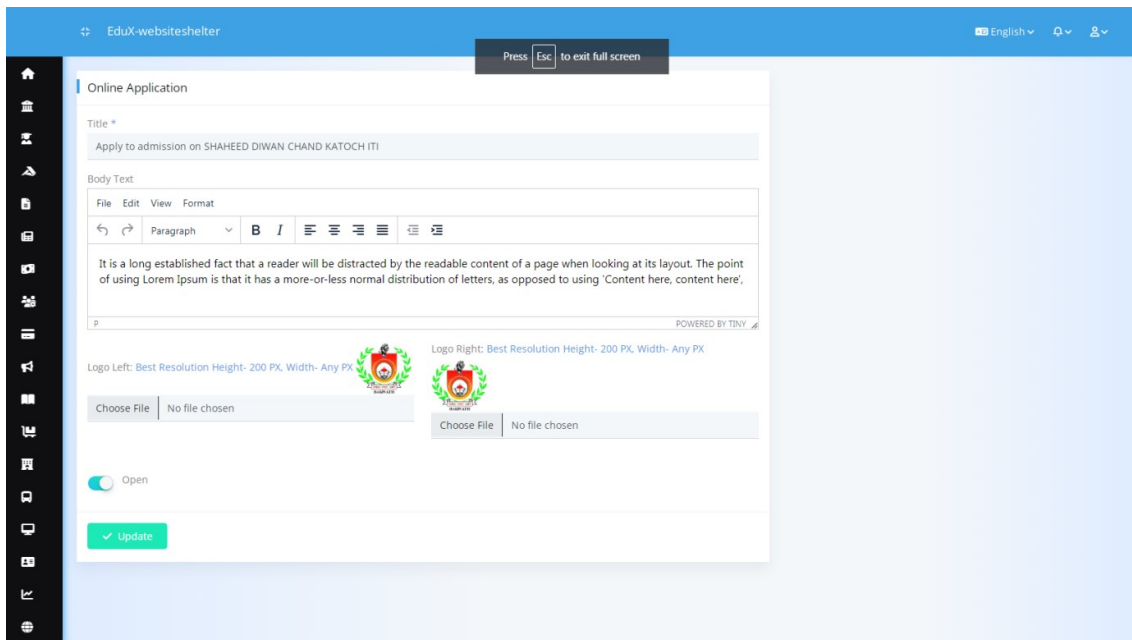 EduX-websiteshelter
English
Press Esc to exit full screen
Online Application
Title *
Apply to admission on SHAHEED DIWAN CHAND KATOCH ITI
Body Text
File Edit View Format
Paragraph B I
It is a long established fact that a reader will be distracted by the readable content of a page when looking at its layout. The point
of using Lorem Ipsum is that it has a more-or-less normal distribution of letters, as opposed to using 'Content here, content here',
P POWERED BY TINY
Logo Left: Best Resolution Height- 200 PX, Width- Any PX
Choose File No file chosen
Logo Right: Best Resolution Height- 200 PX, Width- Any PX
Choose File No file chosen
Open
Update